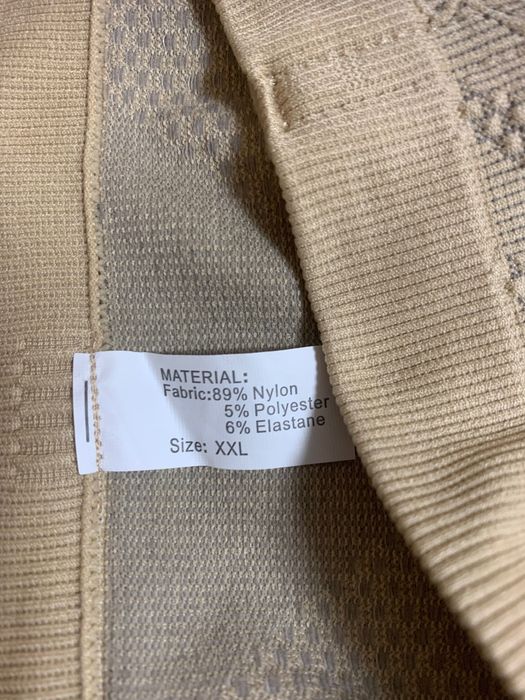 MATERIAL:
Fabric:89% Nylon
5% Polyester
6% Elastane
Size: XXL